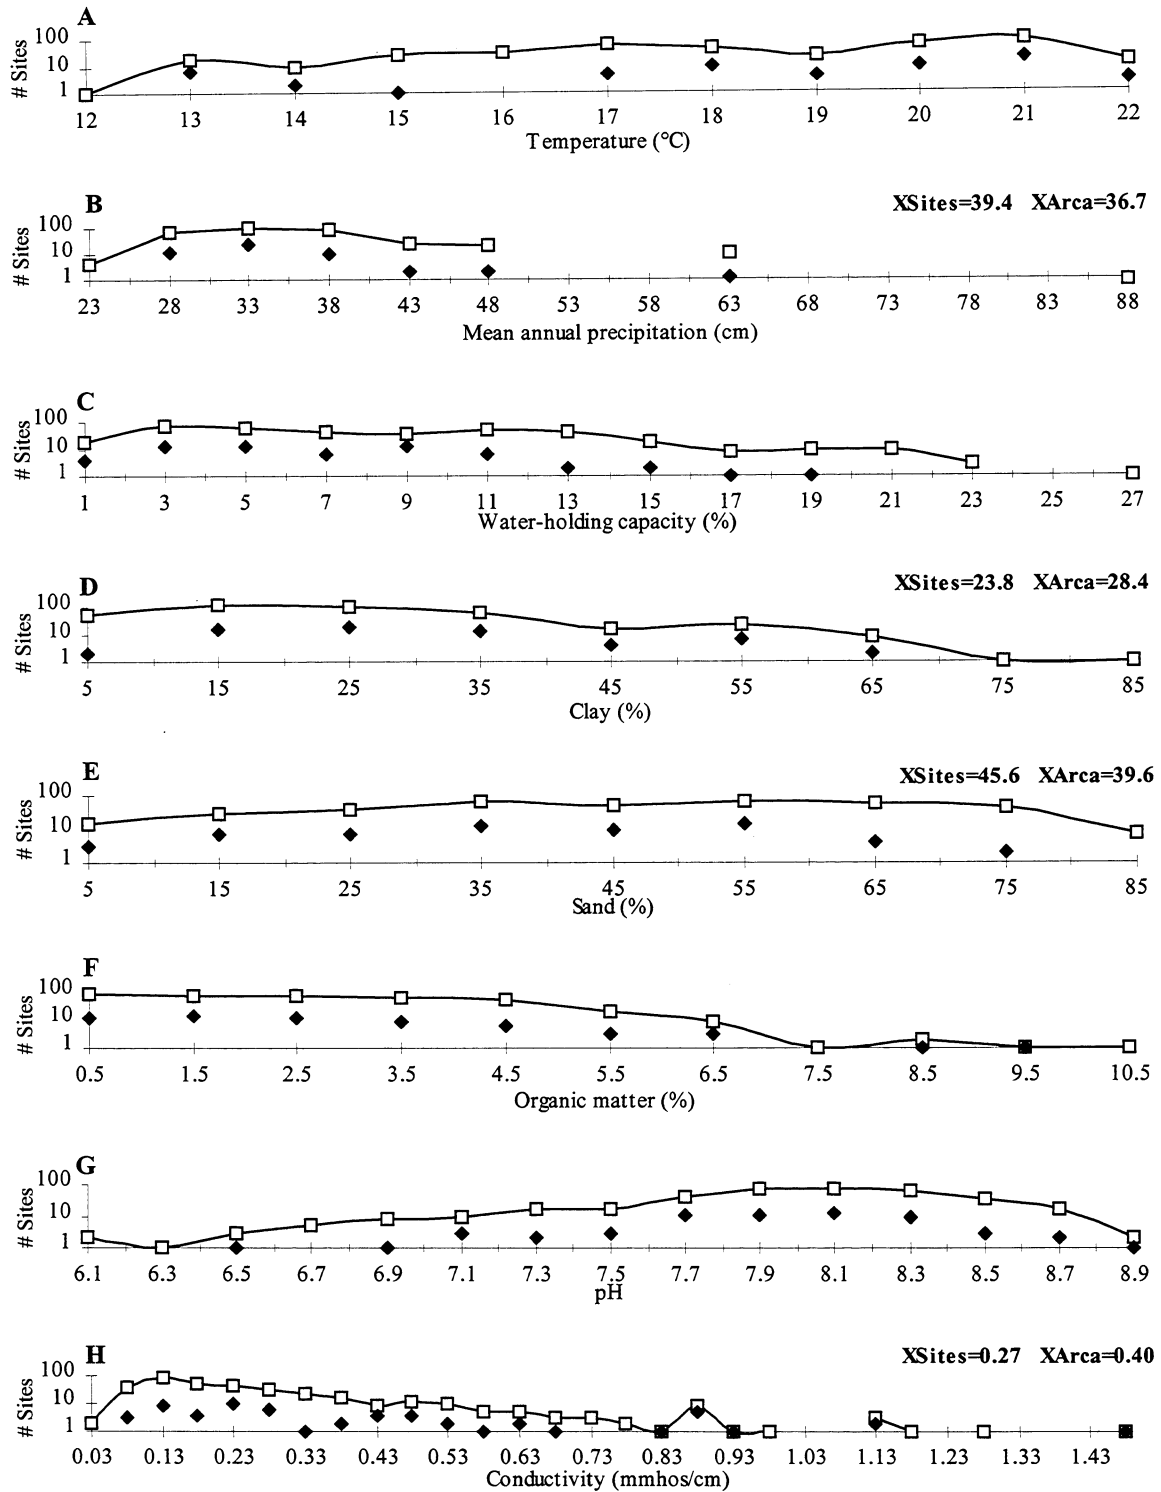 A
# Sites
100
10
1
12 13 14 15 16 17 18 19 20 21 22
Temperature (°C)
B
XSites=39.4 XArca=36.7
# Sites
100
10
1
23 28 33 38 43 48 53 58 63 68 73 78 83 88
Mean annual precipitation (cm)
C
# Sites
100
10
1
1 3 5 7 9 11 13 15 17 19 21 23 25 27
Water-holding capacity (%)
D
XSites=23.8 XArca=28.4
# Sites
100
10
1
5 15 25 35 45 55 65 75 85
Clay (%)
E
XSites=45.6 XArca=39.6
# Sites
100
10
1
5 15 25 35 45 55 65 75 85
Sand (%)
F
# Sites
100
10
1
0.5 1.5 2.5 3.5 4.5 5.5 6.5 7.5 8.5 9.5 10.5
Organic matter (%)
G
# Sites
100
10
1
6.1 6.3 6.5 6.7 6.9 7.1 7.3 7.5 7.7 7.9 8.1 8.3 8.5 8.7 8.9
pH
H
XSites=0.27 XArca=0.40
# Sites
100
10
1
0.03 0.13 0.23 0.33 0.43 0.53 0.63 0.73 0.83 0.93 1.03 1.13 1.23 1.33 1.43
Conductivity (mmhos/cm)